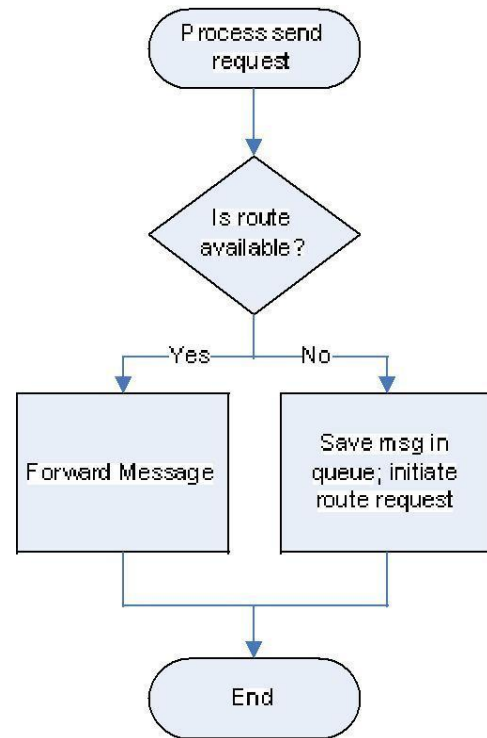 Process send
request
Is route
available?
Yes
No
Forward Message
Save msg in
queue; initiate
route request
End